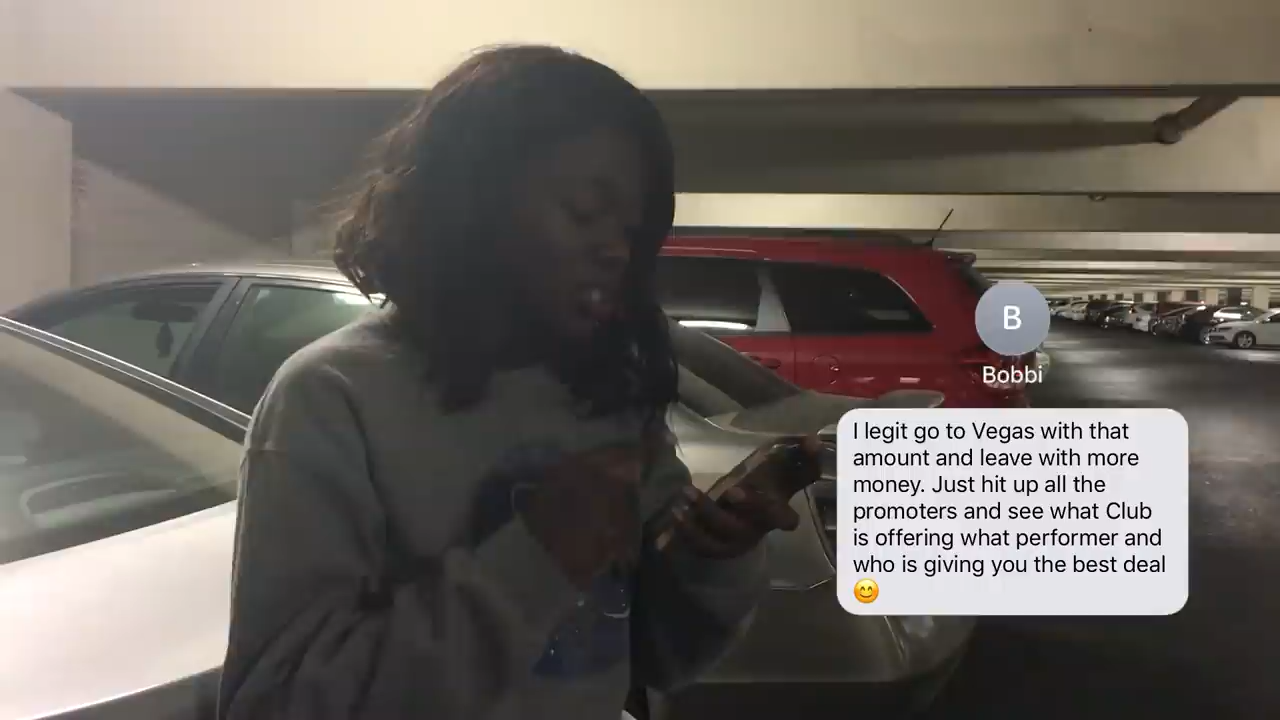 B
Bobbi
I legit go to Vegas with that
amount and leave with more
money. Just hit up all the
promoters and see what Club
is offering what performer and
who is giving you the best deal
😊